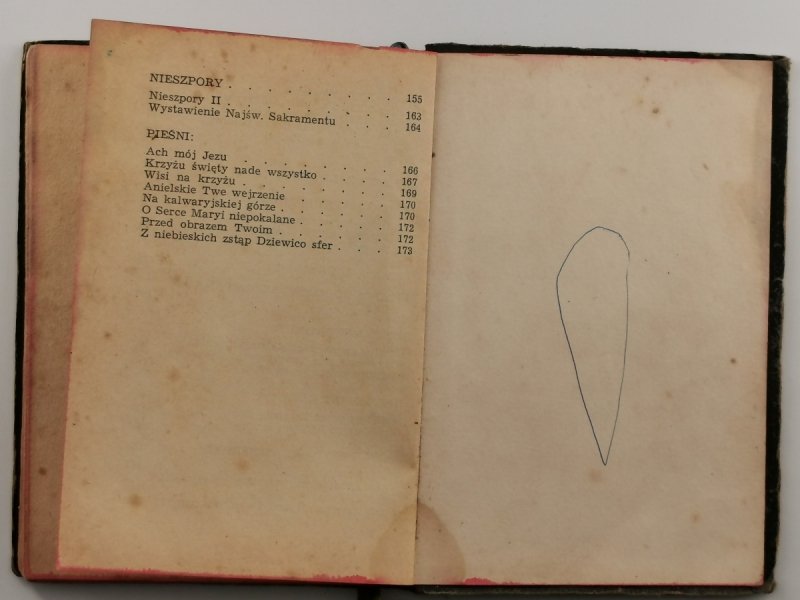 NIESZPORY . . . . . . . . 155
Nieszpory II . . . . . . . . 163
Wystawienie Najśw. Sakramentu . . . 164
PIEŚNI:
Ach mój Jezu . . . . . . . . 166
Krzyżu święty nade wszystko . . . . 167
Wisi na krzyżu . . . . . . . . 169
Anielskie Twe wejrzenie . . . . . 170
Na kalwaryjskiej górze . . . . . . 170
O Serce Maryi niepokalane . . . . . 172
Przed obrazem Twoim . . . . . . 172
Z niebieskich zstąp Dziewico sfer . . . 173